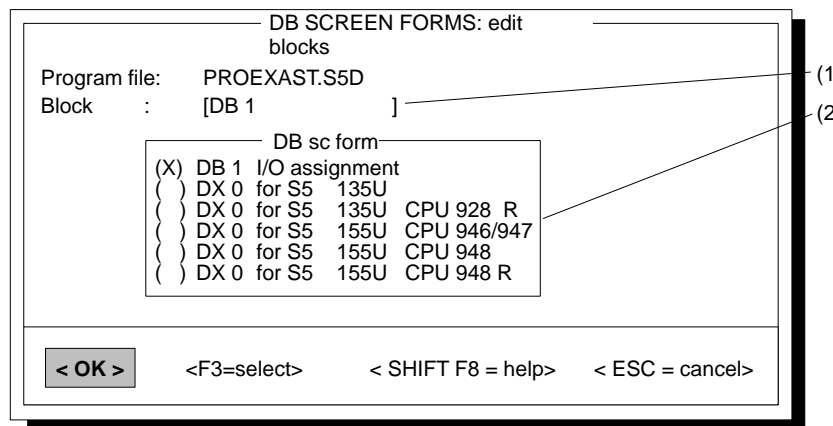 DB SCREEN FORMS: edit
blocks
Program file: PROEXAST.S5D
Block : [DB 1 ]
(1
(2
DB sc form
(X) DB 1 I/O assignment
( ) DX 0 for S5 135U
( ) DX 0 for S5 135U CPU 928 R
( ) DX 0 for S5 155U CPU 946/947
( ) DX 0 for S5 155U CPU 948
( ) DX 0 for S5 155U CPU 948 R
< OK > <F3=select> < SHIFT F8 = help> < ESC = cancel>